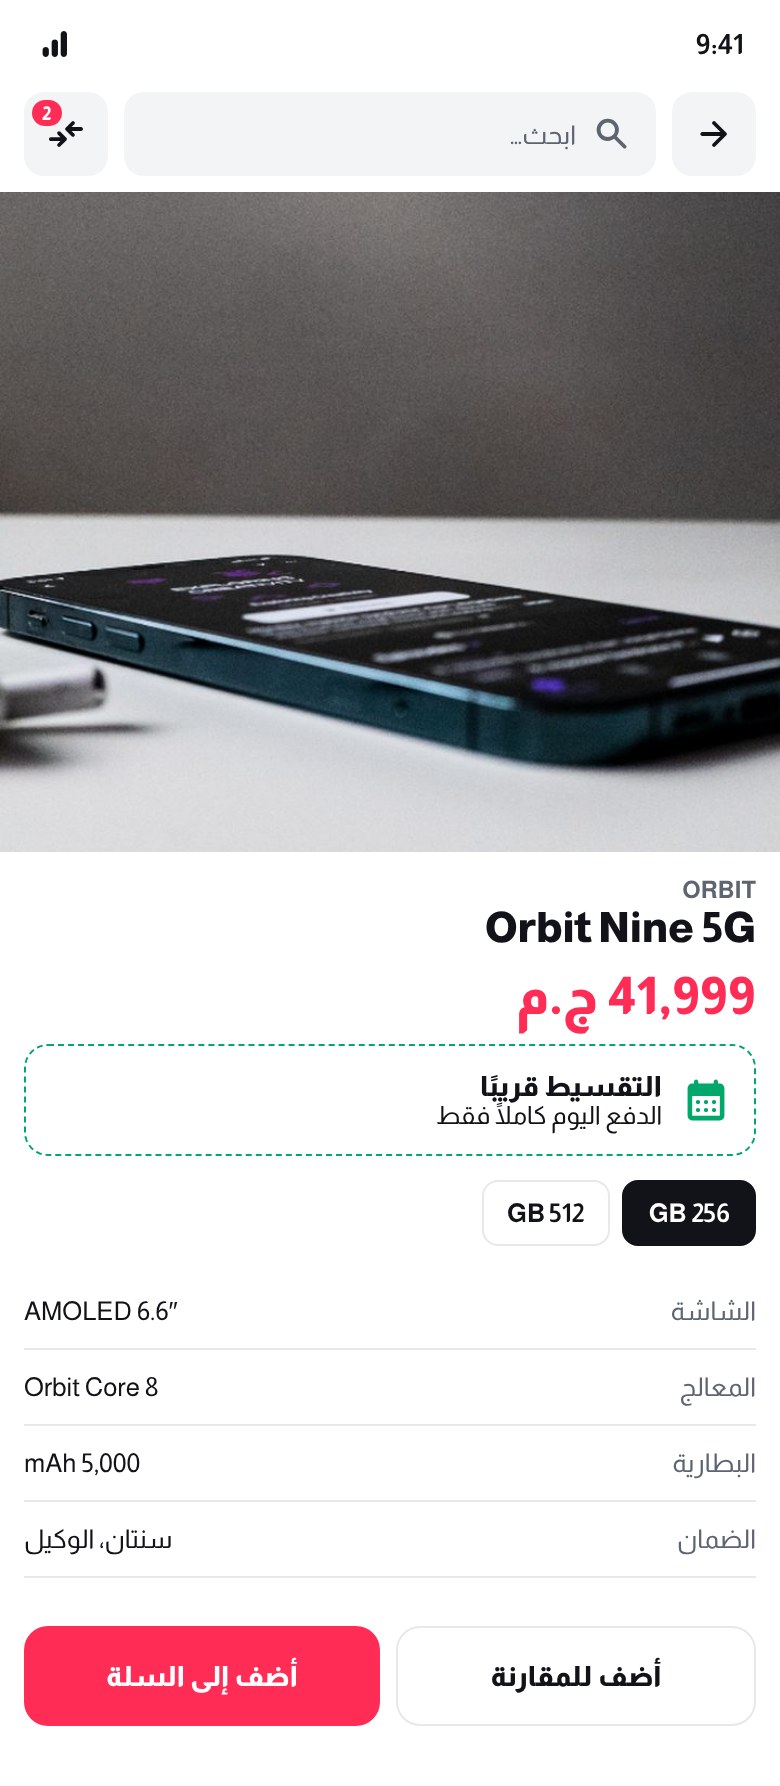 9:41
ابحث...
2
ORBIT
Orbit Nine 5G
41,999 ج.م
التقسيط قريبًا
الدفع اليوم كاملاً فقط
256 GB
512 GB
الشاشة
AMOLED 6.6″
المعالج
Orbit Core 8
البطارية
5,000 mAh
الضمان
سنتان، الوكيل
أضف للمقارنة
أضف إلى السلة